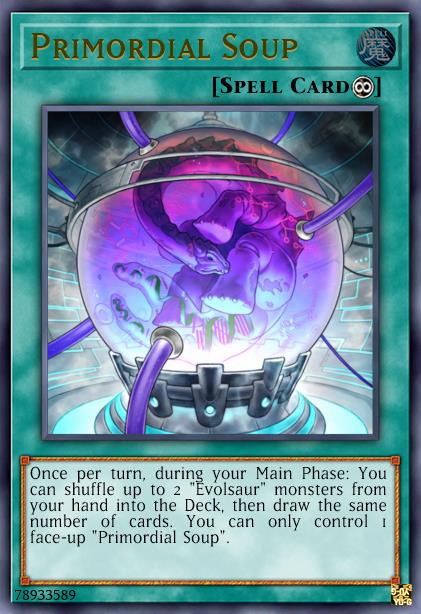 Primordial Soup
魔
[Spell Card]
Once per turn, during your Main Phase: You
can shuffle up to 2 "Evolsaur" monsters from
your hand into the Deck, then draw the same
number of cards. You can only control 1
face-up "Primordial Soup".
78933589